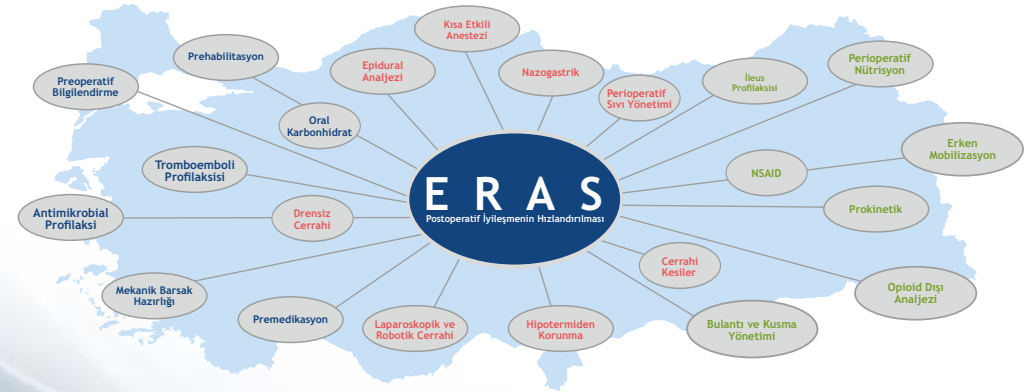 Kısa Etkili
Anestezi
Prehabilitasyon
Epidural
Analjezi
Nazogastrik
Perioperatif
Nütrisyon
Preoperatif
Bilgilendirme
İleus
Profilaksisi
Perioperatif
Sıvı Yönetimi
Oral
Karbonhidrat
Erken
Mobilizasyon
Tromboemboli
Profilaksisi
NSAID
ERAS
Postoperatif İyileşmenin Hızlandırılması
Antimikrobial
Profilaksi
Drensiz
Cerrahi
Prokinetik
Cerrahi
Kesiler
Mekanik Barsak
Hazırlığı
Opioid Dışı
Analjezi
Premedikasyon
Laparoskopik ve
Robotik Cerrahi
Hipotermiden
Korunma
Bulantı ve Kusma
Yönetimi